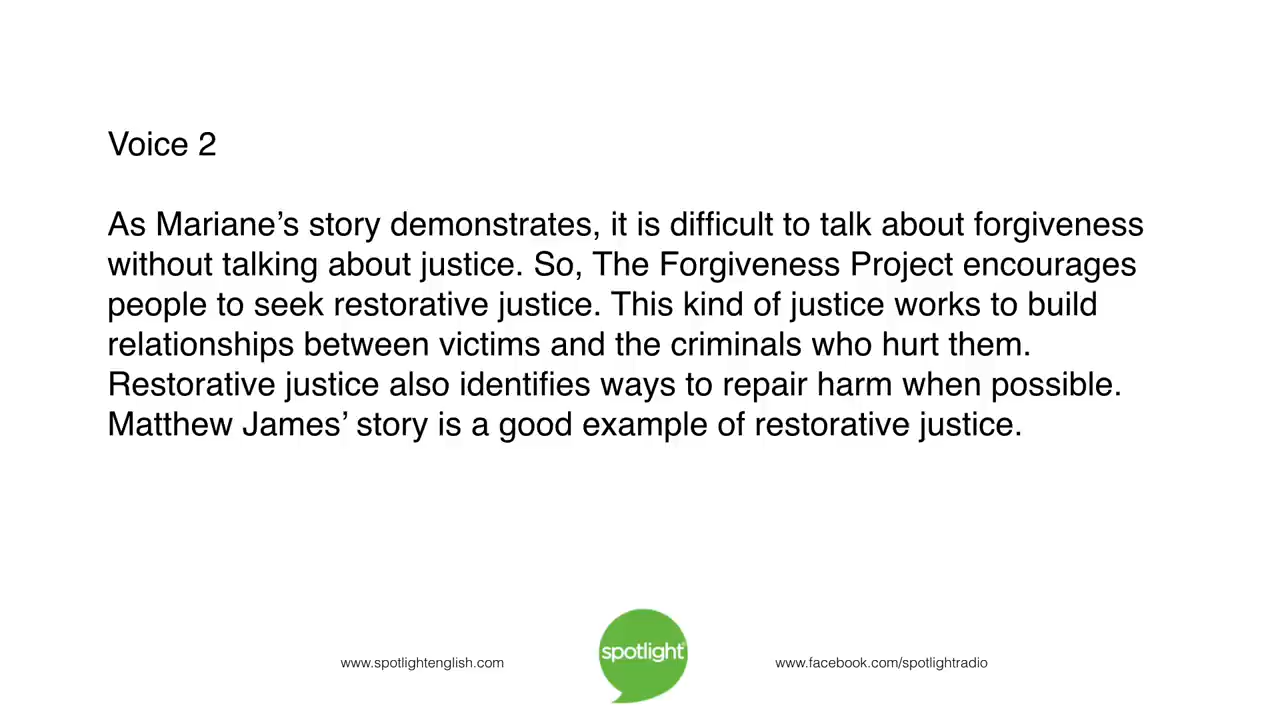 Voice 2
As Mariane’s story demonstrates, it is difficult to talk about forgiveness
without talking about justice. So, The Forgiveness Project encourages
people to seek restorative justice. This kind of justice works to build
relationships between victims and the criminals who hurt them.
Restorative justice also identifies ways to repair harm when possible.
Matthew James’ story is a good example of restorative justice.
www.spotlightenglish.com
spotlight
www.facebook.com/spotlightradio